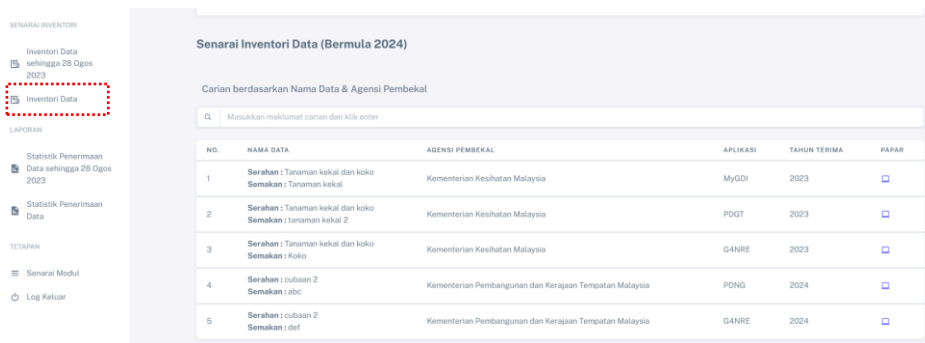 SENARAI INVENTORI
Inventori Data
sehingga 28 Ogos
2023
Inventori Data
LAPORAN
Statistik Penerimaan
Data sehingga 28 Ogos
2023
Statistik Penerimaan
Data
TETAPAN
Senarai Modul
Log Keluar
Senarai Inventori Data (Bermula 2024)
Carian berdasarkan Nama Data & Agensi Pembekal
Masukkan maklumat carian dan klik enter
NO. NAMA DATA AGENSI PEMBEKAL APLIKASI TAHUN TERIMA PAPAR
1 Serahan : Tanaman kekal dan koko Kementerian Kesihatan Malaysia MyGDI 2023
Semakan : Tanaman kekal
2 Serahan : Tanaman kekal dan koko Kementerian Kesihatan Malaysia PDGT 2023
Semakan : tanaman kekal 2
3 Serahan : Tanaman kekal dan koko Kementerian Kesihatan Malaysia G4NRE 2023
Semakan : Koko
4 Serahan : cubaan 2 Kementerian Pembangunan dan Kerajaan Tempatan Malaysia PDNG 2024
Semakan : abc
5 Serahan : cubaan 2 Kementerian Pembangunan dan Kerajaan Tempatan Malaysia G4NRE 2024
Semakan : def